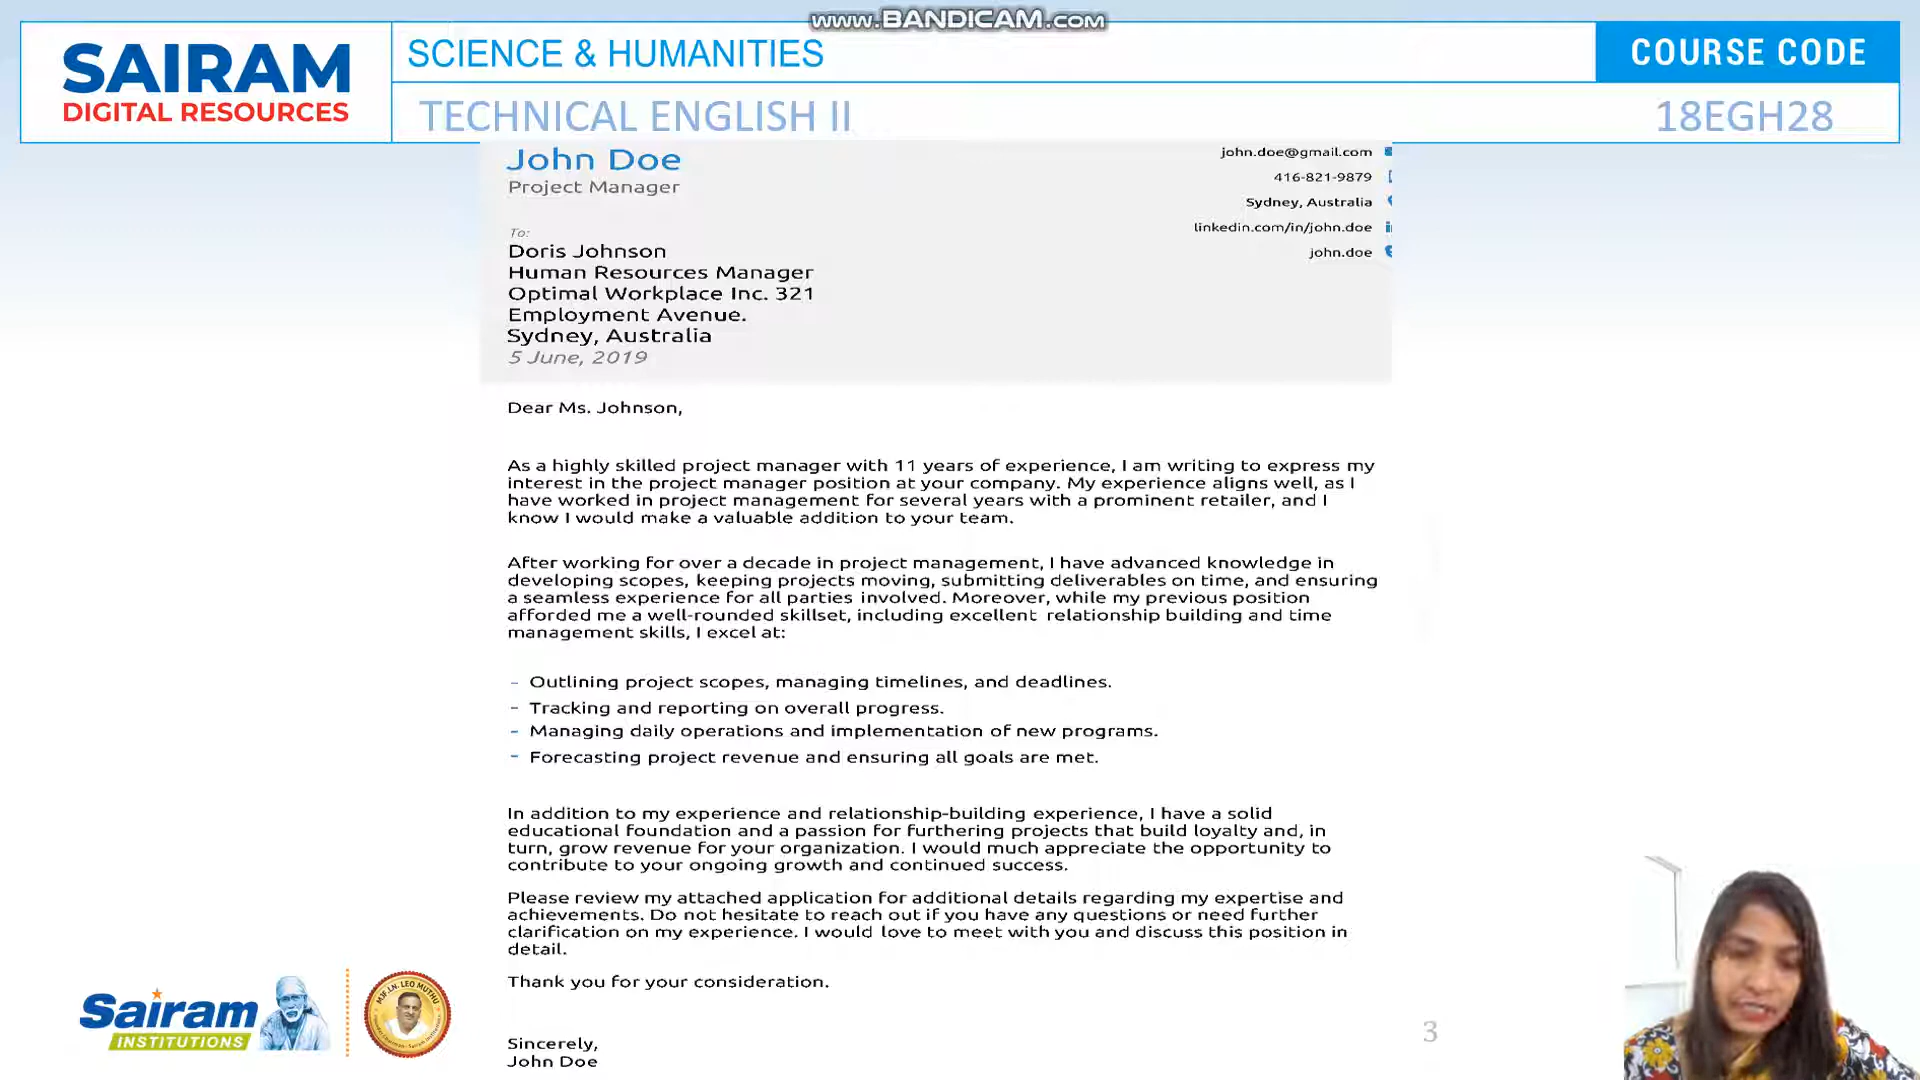 www.BANDICAM.com
SAIRAM
DIGITAL RESOURCES
SCIENCE & HUMANITIES
COURSE CODE
TECHNICAL ENGLISH II
18EGH28
John Doe
Project Manager
john.doe@gmail.com
416-821-9879
Sydney, Australia
linkedin.com/in/john.doe
john.doe
To:
Doris Johnson
Human Resources Manager
Optimal Workplace Inc. 321
Employment Avenue.
Sydney, Australia
5 June, 2019
Dear Ms. Johnson,
As a highly skilled project manager with 11 years of experience, I am writing to express my
interest in the project manager position at your company. My experience aligns well, as I
have worked in project management for several years with a prominent retailer, and I
know I would make a valuable addition to your team.
After working for over a decade in project management, I have advanced knowledge in
developing scopes, keeping projects moving, submitting deliverables on time, and ensuring
a seamless experience for all parties involved. Moreover, while my previous position
afforded me a well-rounded skillset, including excellent relationship building and time
management skills, I excel at:
- Outlining project scopes, managing timelines, and deadlines.
- Tracking and reporting on overall progress.
- Managing daily operations and implementation of new programs.
- Forecasting project revenue and ensuring all goals are met.
In addition to my experience and relationship-building experience, I have a solid
educational foundation and a passion for furthering projects that build loyalty and, in
turn, grow revenue for your organization. I would much appreciate the opportunity to
contribute to your ongoing growth and continued success.
Please review my attached application for additional details regarding my expertise and
achievements. Do not hesitate to reach out if you have any questions or need further
clarification on my experience. I would love to meet with you and discuss this position in
detail.
Thank you for your consideration.
Sincerely,
John Doe
Sairam
INSTITUTIONS
MJF. LN. LEO MUTHU
3